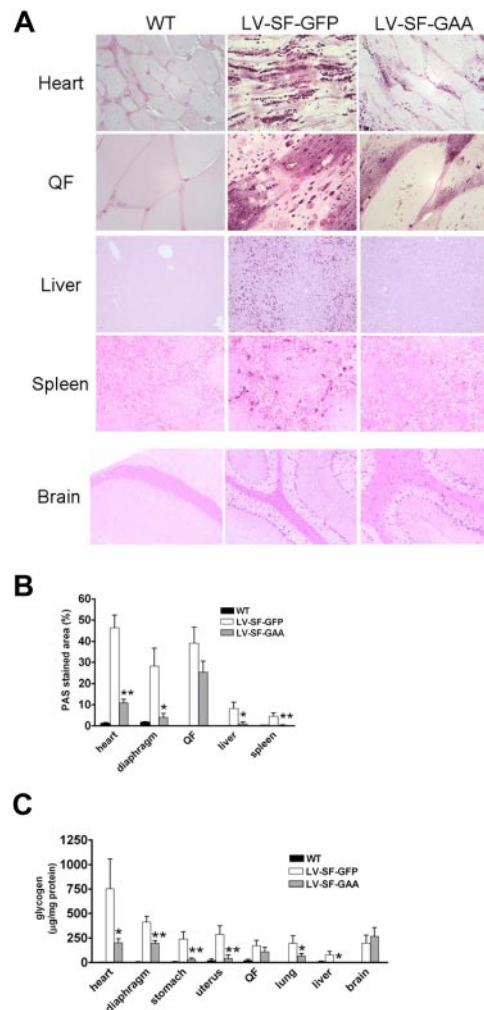 A
WT LV-SF-GFP LV-SF-GAA
Heart
QF
Liver
Spleen
Brain
B
PAS stained area (%)
60
50
40
30
20
10
0
WT
LV-SF-GFP
LV-SF-GAA
** * * **
heart diaphragm QF liver spleen
C
glycogen
(µg/mg protein)
1250
1000
750
500
250
0
WT
LV-SF-GFP
LV-SF-GAA
* ** ** ** * *
heart diaphragm stomach uterus QF lung liver brain